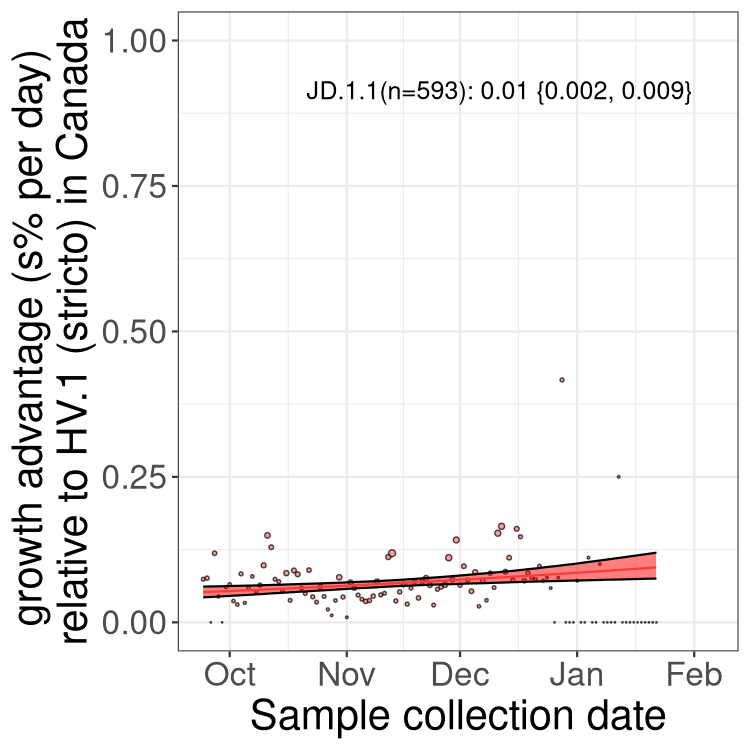 growth advantage (s% per day)
relative to HV.1 (stricto) in Canada
1.00
0.75
0.50
0.25
0.00
JD.1.1(n=593): 0.01 {0.002, 0.009}
Oct Nov Dec Jan Feb
Sample collection date